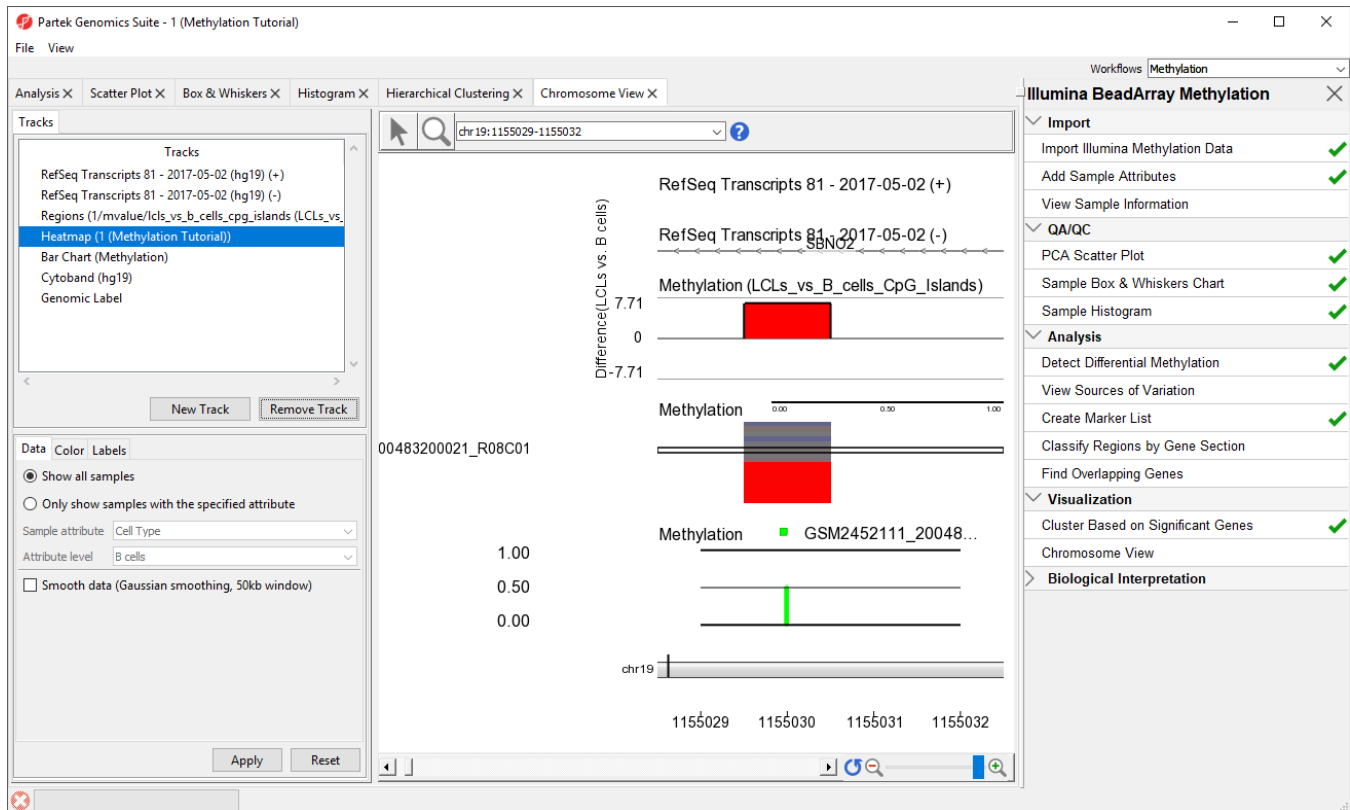 Partek Genomics Suite - 1 (Methylation Tutorial)
File View
Workflows Methylation
Analysis Scatter Plot Box & Whiskers Histogram Hierarchical Clustering Chromosome View
Tracks
Tracks
RefSeq Transcripts 81 - 2017-05-02 (hg19) (+)
RefSeq Transcripts 81 - 2017-05-02 (hg19) (-)
Regions (1/mvalue/lcls_vs_b_cells_cpg_islands (LCLs_vs_
Heatmap (1 (Methylation Tutorial))
Bar Chart (Methylation)
Cytoband (hg19)
Genomic Label
New Track Remove Track
Data Color Labels
Show all samples
Only show samples with the specified attribute
Sample attribute Cell Type
Attribute level B cells
Smooth data (Gaussian smoothing, 50kb window)
Apply Reset
chr19:1155029-1155032
RefSeq Transcripts 81 - 2017-05-02 (+)
RefSeq Transcripts 81 - 2017-05-02 (-)
SBNO2
Methylation (LCLs_vs_B_cells_CpG_Islands)
Difference(LCLs vs. B cells)
7.71
0
-7.71
Methylation 0.00 0.50 1.00
00483200021_R08C01
Methylation GSM2452111_20048...
1.00
0.50
0.00
chr19
1155029 1155030 1155031 1155032
Illumina BeadArray Methylation
Import
Import Illumina Methylation Data
Add Sample Attributes
View Sample Information
QA/QC
PCA Scatter Plot
Sample Box & Whiskers Chart
Sample Histogram
Analysis
Detect Differential Methylation
View Sources of Variation
Create Marker List
Classify Regions by Gene Section
Find Overlapping Genes
Visualization
Cluster Based on Significant Genes
Chromosome View
Biological Interpretation